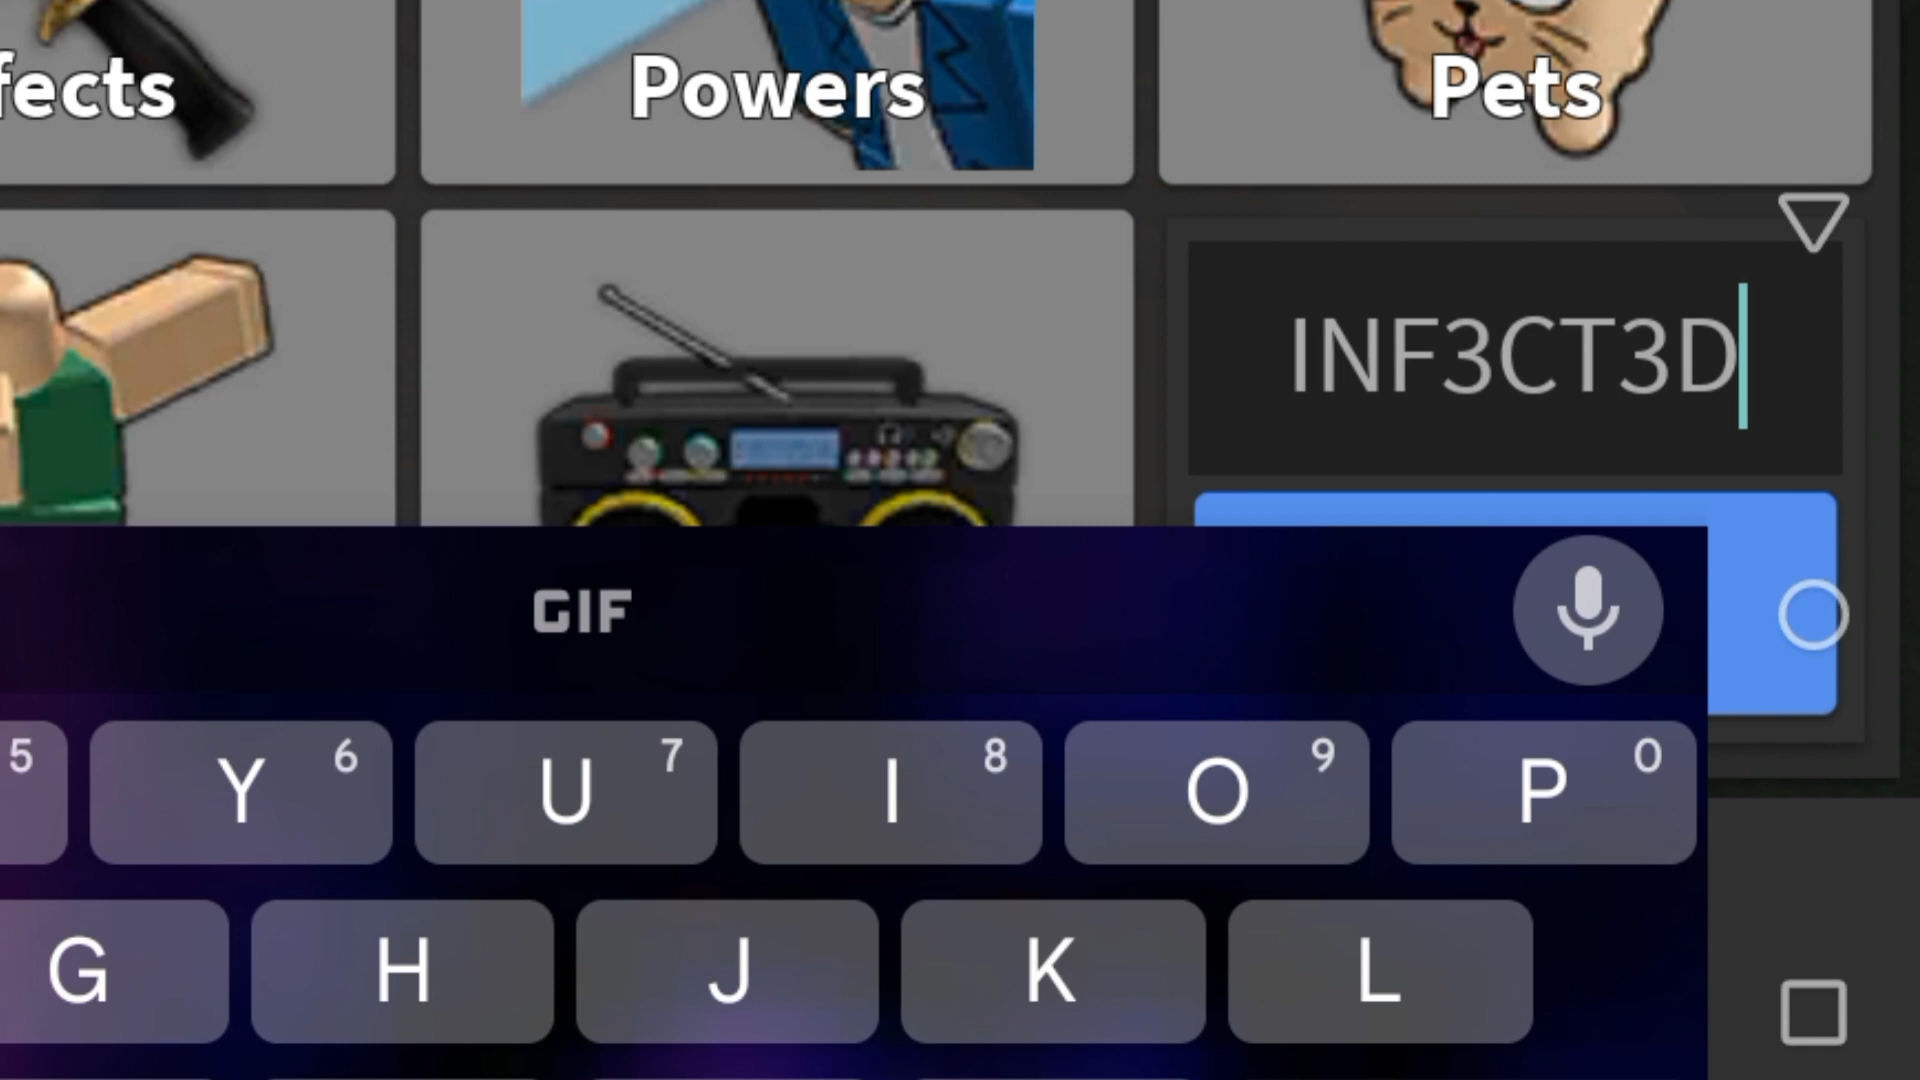 fects
Powers
Pets
INF3CT3D
GIF
5
Y 6
U 7
I 8
O 9
P 0
G
H
J
K
L